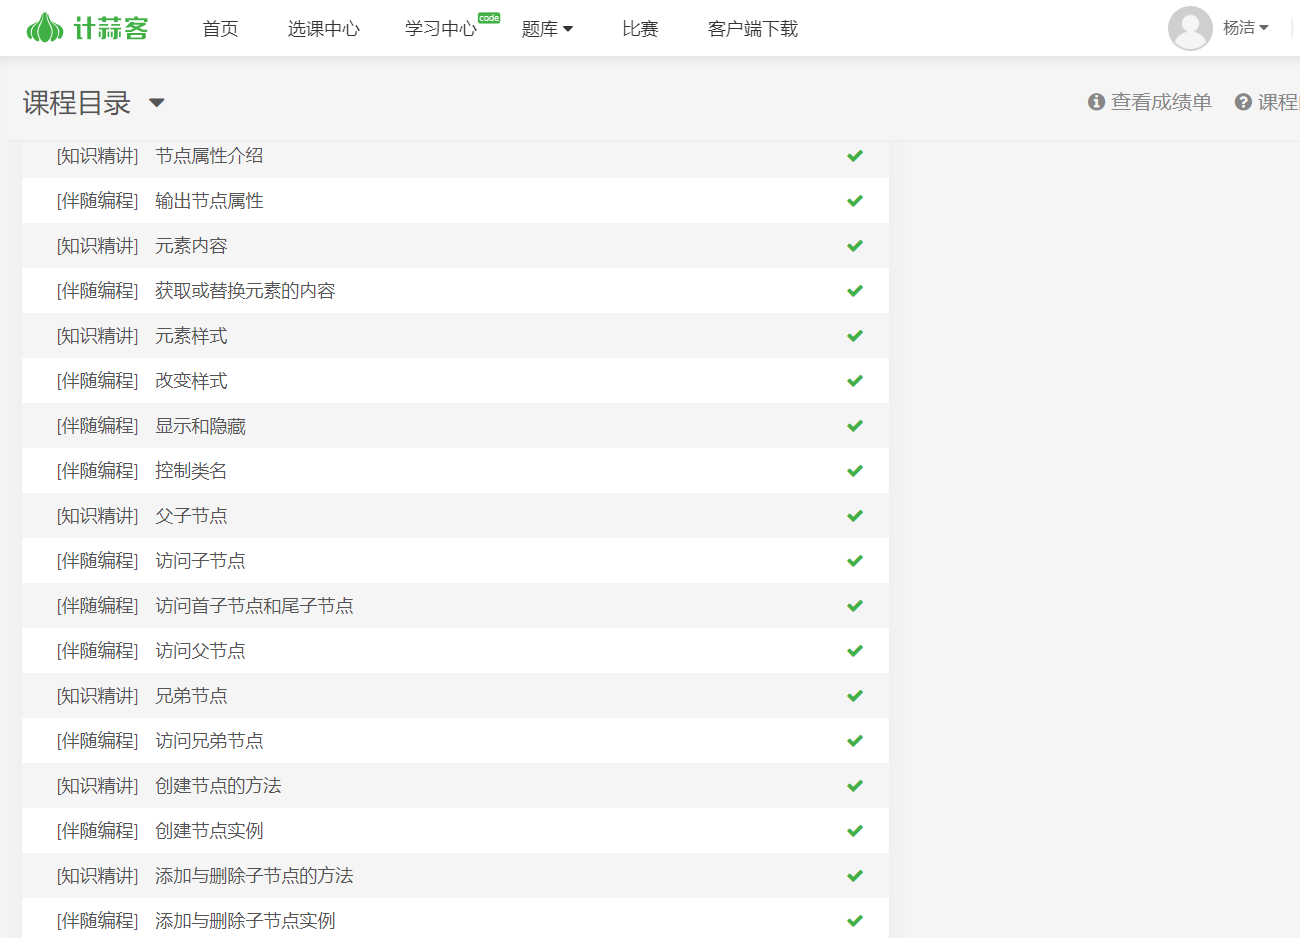 计蒜客 首页 选课中心 学习中心 code 题库 比赛 客户端下载 杨洁
课程目录 查看成绩单 课程
[知识精讲] 节点属性介绍
[伴随编程] 输出节点属性
[知识精讲] 元素内容
[伴随编程] 获取或替换元素的内容
[知识精讲] 元素样式
[伴随编程] 改变样式
[伴随编程] 显示和隐藏
[伴随编程] 控制类名
[知识精讲] 父子节点
[伴随编程] 访问子节点
[伴随编程] 访问首子节点和尾子节点
[伴随编程] 访问父节点
[知识精讲] 兄弟节点
[伴随编程] 访问兄弟节点
[知识精讲] 创建节点的方法
[伴随编程] 创建节点实例
[知识精讲] 添加与删除子节点的方法
[伴随编程] 添加与删除子节点实例